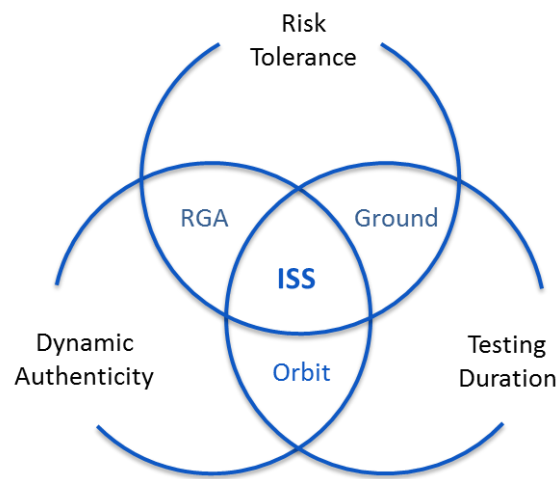 Risk
Tolerance
RGA
Ground
ISS
Dynamic
Authenticity
Orbit
Testing
Duration